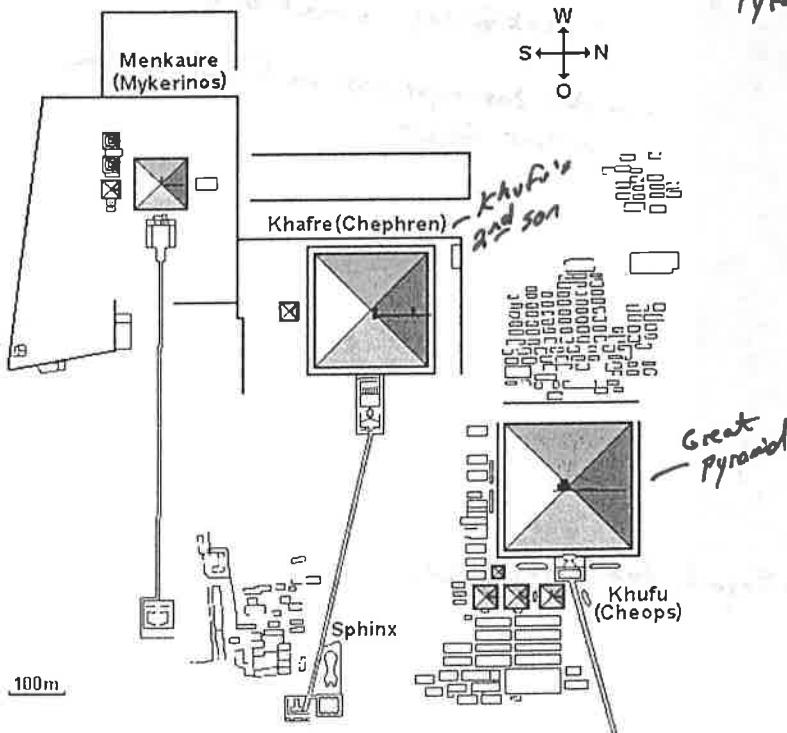 W
S N
O
Menkaure
(Mykerinos)
Khafre (Chephren)
Khufu's
2nd son
Great
Pyramid
Khufu
(Cheops)
Sphinx
100m